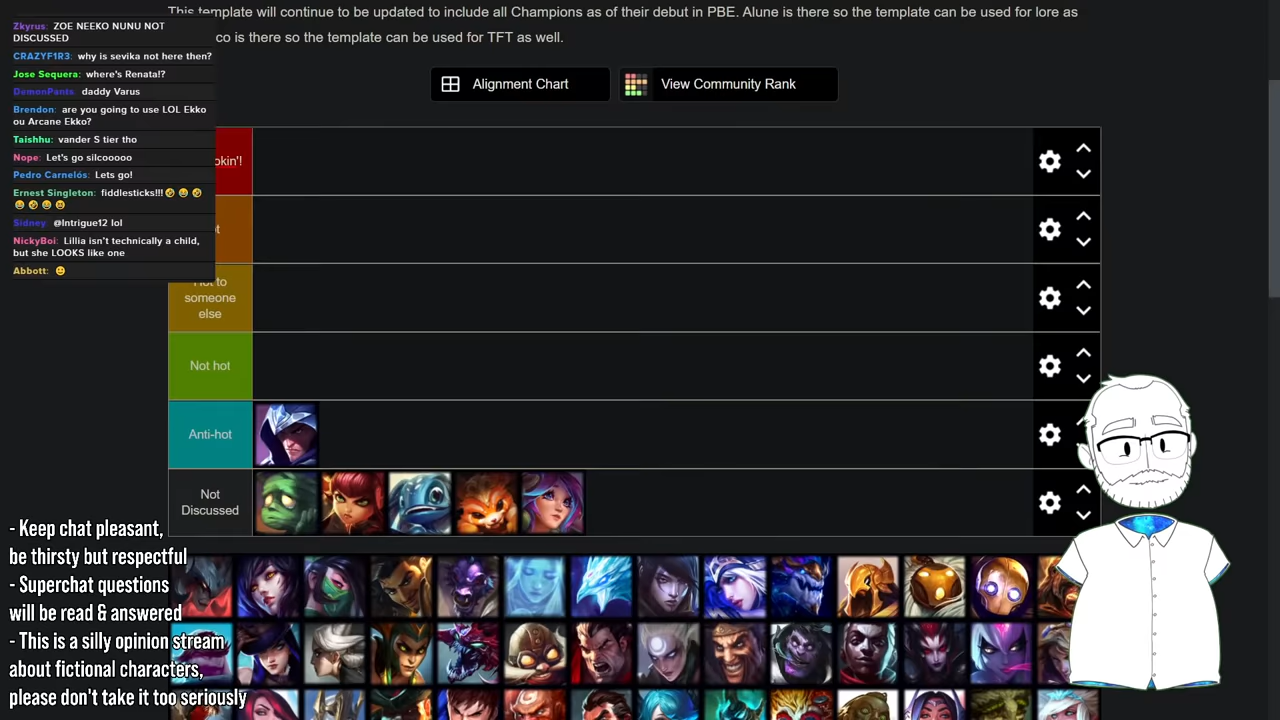 This template will continue to be updated to include all Champions as of their debut in PBE. Alune is there so the template can be used for lore as
co is there so the template can be used for TFT as well.
Zkyrus: ZOE NEEKO NUNU NOT
DISCUSSED
CRAZYF1R3: why is sevika not here then?
Jose Sequera: where's Renata!?
DemonPants: daddy Varus
Brendon: are you going to use LOL Ekko
ou Arcane Ekko?
Taishhu: vander S tier tho
Nope: Let's go silcooooo
Pedro Carnelós: Lets go!
Ernest Singleton: fiddlesticks!!!🤣😆🤣
😆🤣😆😆
Sidney: @Intrigue12 lol
NickyBoi: Lillia isn't technically a child,
but she LOOKS like one
Abbott: 🙂
Alignment Chart
View Community Rank
okin'!
Hot to
someone
else
Not hot
Anti-hot
Not
Discussed
- Keep chat pleasant,
be thirsty but respectful
- Superchat questions
will be read & answered
- This is a silly opinion stream
about fictional characters,
please don't take it too seriously